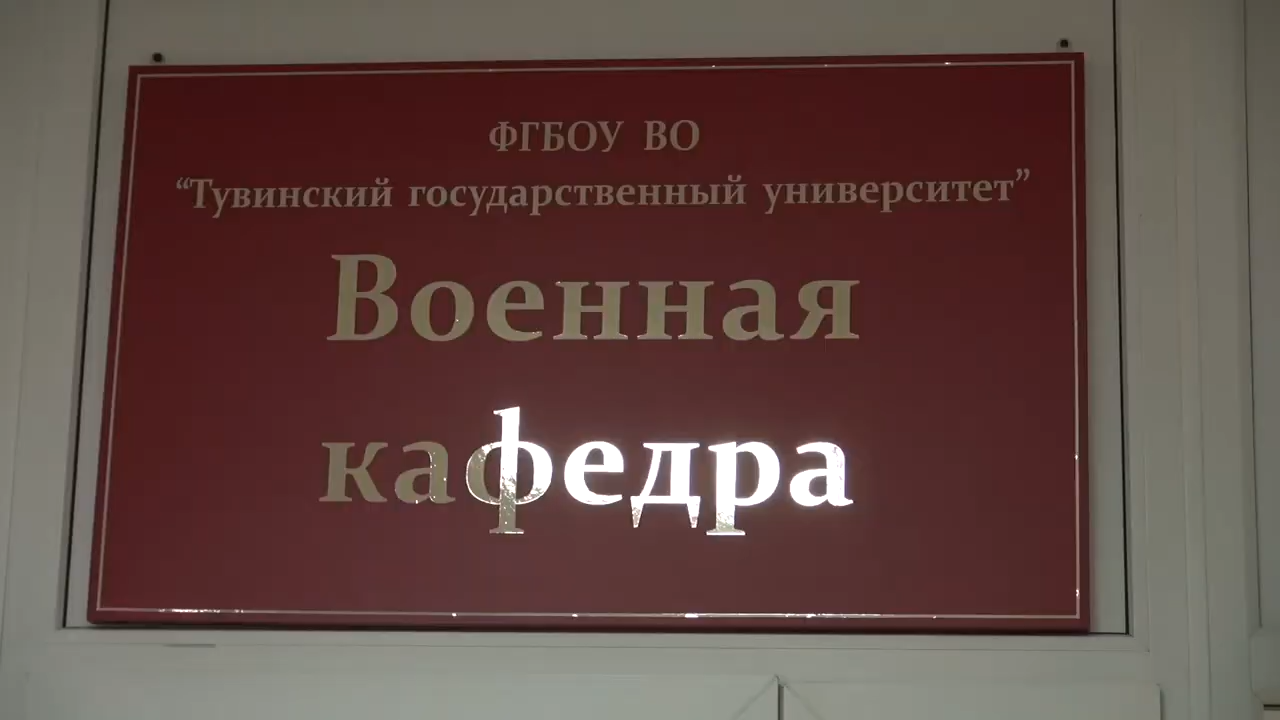 ФГБОУ ВО
“Тувинский государственный университет”
Военная
кафедра